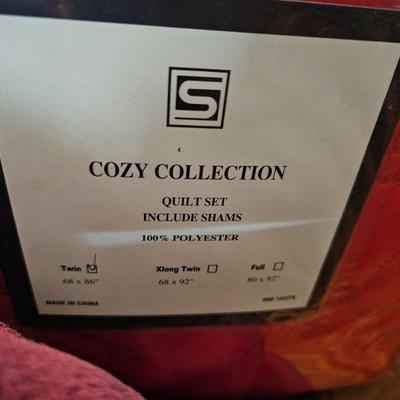 S
COZY COLLECTION
QUILT SET
INCLUDE SHAMS
100% POLYESTER
Twin Xlong Twin Full
68 x 86" 68 x 92" 80 x 92"
MADE IN CHINA